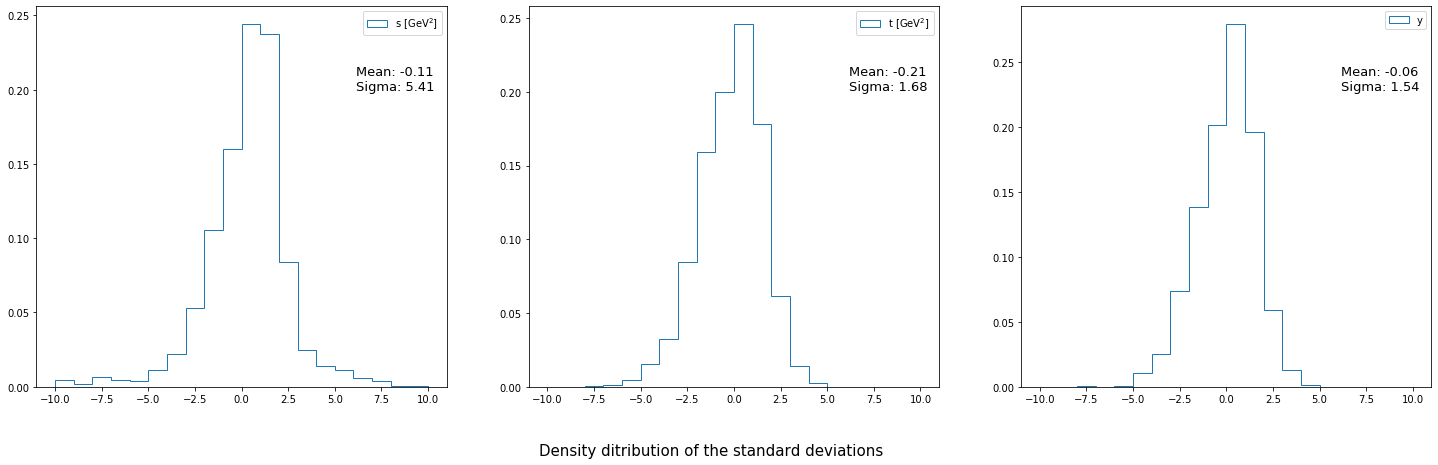 s [GeV²]
Mean: -0.11
Sigma: 5.41
0.25
0.20
0.15
0.10
0.05
0.00
−10.0 −7.5 −5.0 −2.5 0.0 2.5 5.0 7.5 10.0
t [GeV²]
Mean: -0.21
Sigma: 1.68
0.25
0.20
0.15
0.10
0.05
0.00
−10.0 −7.5 −5.0 −2.5 0.0 2.5 5.0 7.5 10.0
y
Mean: -0.06
Sigma: 1.54
0.25
0.20
0.15
0.10
0.05
0.00
−10.0 −7.5 −5.0 −2.5 0.0 2.5 5.0 7.5 10.0
Density ditribution of the standard deviations